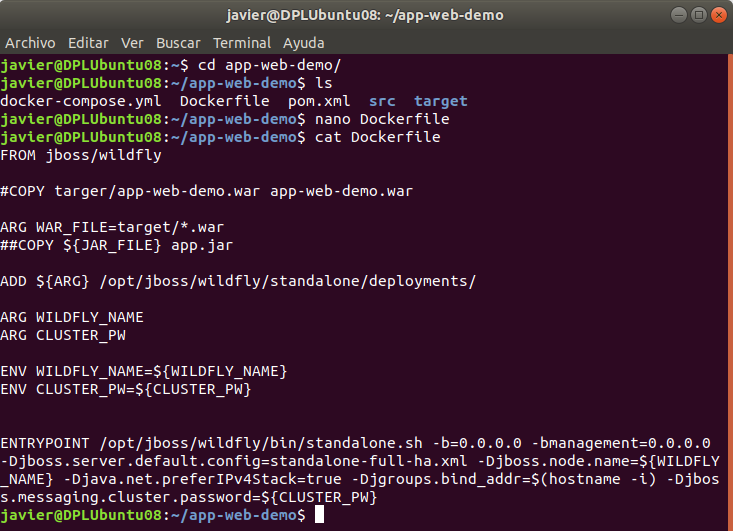 javier@DPLUbuntu08: ~/app-web-demo
Archivo Editar Ver Buscar Terminal Ayuda
javier@DPLUbuntu08:~$ cd app-web-demo/
javier@DPLUbuntu08:~/app-web-demo$ ls
docker-compose.yml  Dockerfile  pom.xml  src  target
javier@DPLUbuntu08:~/app-web-demo$ nano Dockerfile
javier@DPLUbuntu08:~/app-web-demo$ cat Dockerfile
FROM jboss/wildfly
#COPY targer/app-web-demo.war app-web-demo.war
ARG WAR_FILE=target/*.war
##COPY ${JAR_FILE} app.jar
ADD ${ARG} /opt/jboss/wildfly/standalone/deployments/
ARG WILDFLY_NAME
ARG CLUSTER_PW
ENV WILDFLY_NAME=${WILDFLY_NAME}
ENV CLUSTER_PW=${CLUSTER_PW}
ENTRYPOINT /opt/jboss/wildfly/bin/standalone.sh -b=0.0.0.0 -bmanagement=0.0.0.0
-Djboss.server.default.config=standalone-full-ha.xml -Djboss.node.name=${WILDFLY
_NAME} -Djava.net.preferIPv4Stack=true -Djgroups.bind_addr=$(hostname -i) -Djbos
s.messaging.cluster.password=${CLUSTER_PW}
javier@DPLUbuntu08:~/app-web-demo$